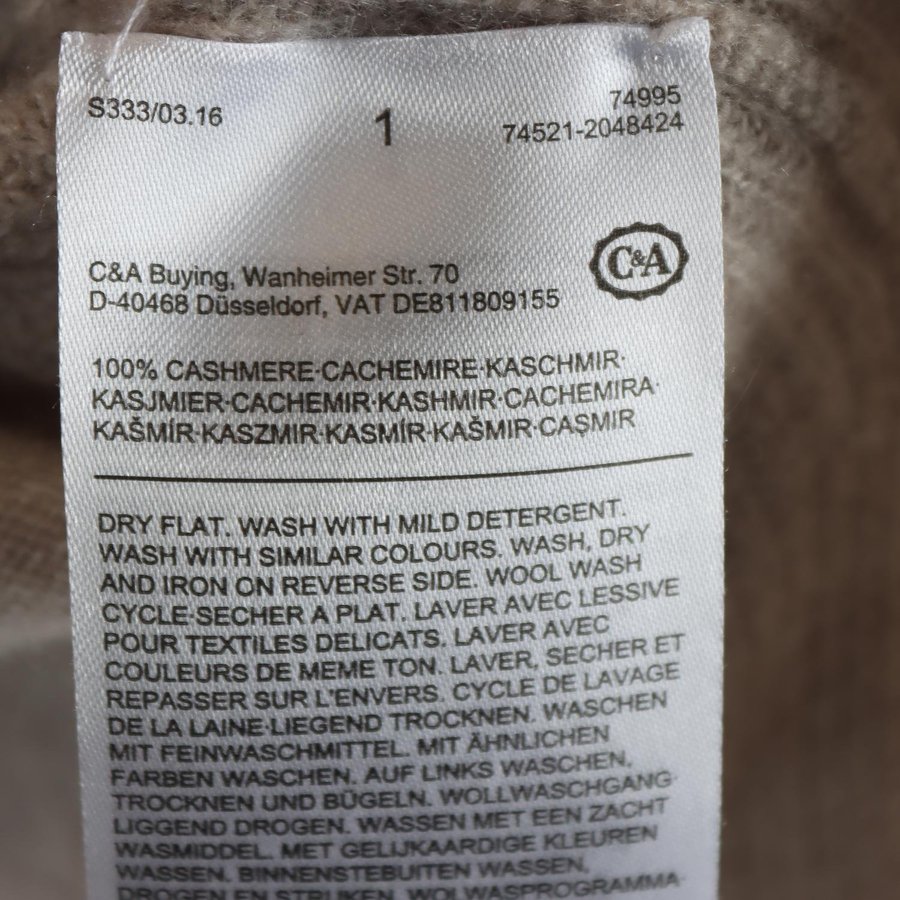 S333/03.16
1
74995
74521-2048424
C&A Buying, Wanheimer Str. 70
D-40468 Düsseldorf, VAT DE811809155
C&A
100% CASHMERE·CACHEMIRE·KASCHMIR·
KASJMIER·CACHEMIR·KASHMIR·CACHEMIRA·
KAŠMÍR·KASZMIR·KASMÍR·KAŠMIR·CAŞMIR
DRY FLAT. WASH WITH MILD DETERGENT.
WASH WITH SIMILAR COLOURS. WASH, DRY
AND IRON ON REVERSE SIDE. WOOL WASH
CYCLE·SECHER A PLAT. LAVER AVEC LESSIVE
POUR TEXTILES DELICATS. LAVER AVEC
COULEURS DE MEME TON. LAVER, SECHER ET
REPASSER SUR L'ENVERS. CYCLE DE LAVAGE
DE LA LAINE·LIEGEND TROCKNEN. WASCHEN
MIT FEINWASCHMITTEL. MIT ÄHNLICHEN
FARBEN WASCHEN. AUF LINKS WASCHEN,
TROCKNEN UND BÜGELN. WOLLWASCHGANG·
LIGGEND DROGEN. WASSEN MET EEN ZACHT
WASMIDDEL. MET GELIJKAARDIGE KLEUREN
WASSEN. BINNENSTEBUITEN WASSEN,
DROGEN EN STRIJKEN. WOLWASPROGRAMMA·